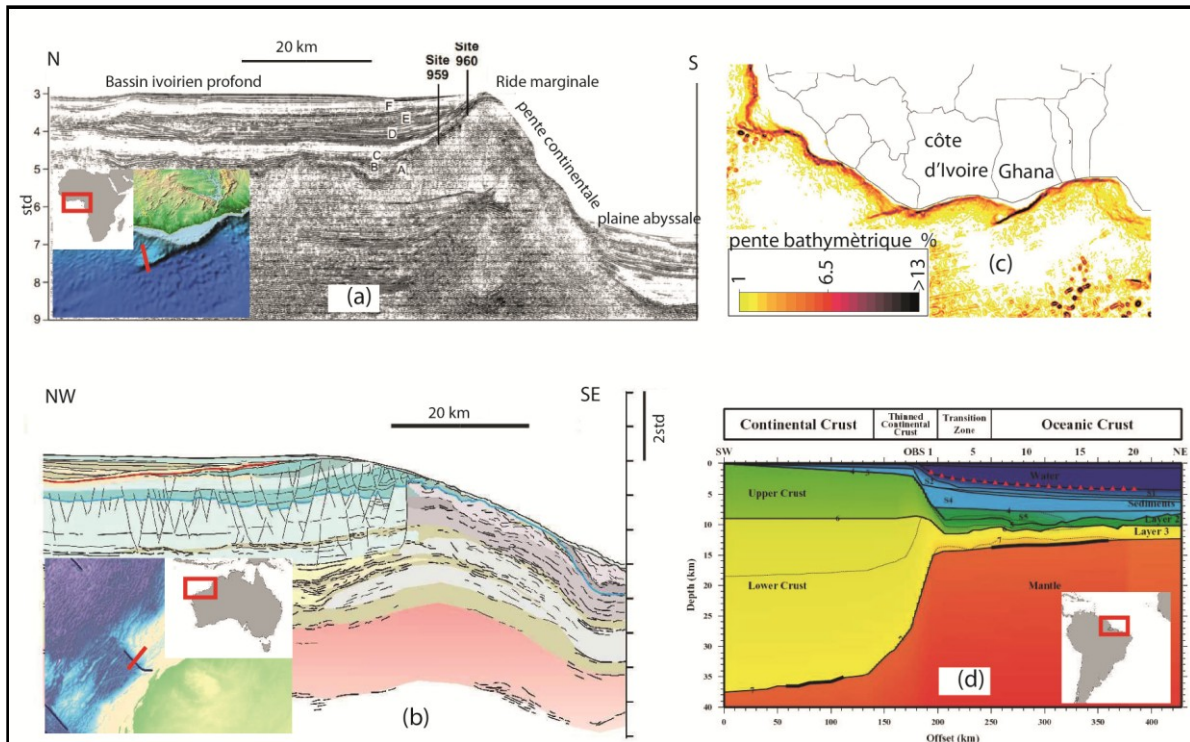 N
20 km
Site
959
Site
960
S
Bassin ivoirien profond
Ride marginale
pente continentale
plaine abyssale
std
3
4
5
6
7
8
9
F
E
D
C
B
A
(a)
côte
d'Ivoire
Ghana
pente bathymètrique %
1
6.5
>13
(c)
NW
SE
20 km
2std
(b)
Continental Crust
Thinned
Continental
Crust
Transition
Zone
Oceanic Crust
SW
OBS 1
5
10
15
20
NE
Water
Sediments
Layer 2
Layer 3
Upper Crust
Lower Crust
Mantle
S3
S4
S5
Depth (km)
0
5
10
15
20
25
30
35
40
0
50
100
150
200
250
300
350
400
Offset (km)
(d)